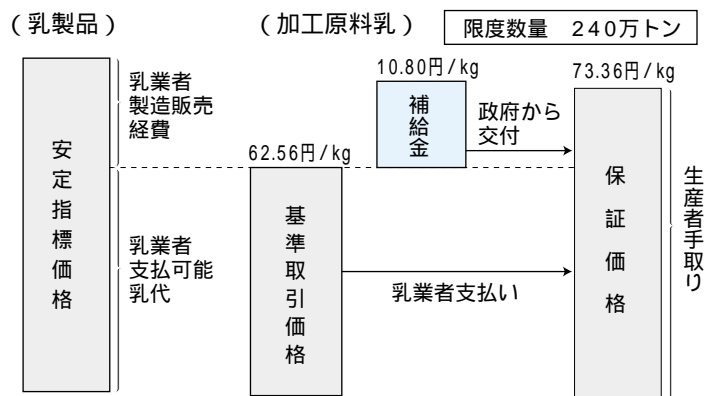 （乳製品）
（加工原料乳）
限度数量　240万トン
安定指標価格
乳業者
製造販売
経費
乳業者
支払可能
乳代
62.56円/kg
基準取引価格
10.80円/kg
補給金
政府から
交付
乳業者支払い
73.36円/kg
保証価格
生産者手取り